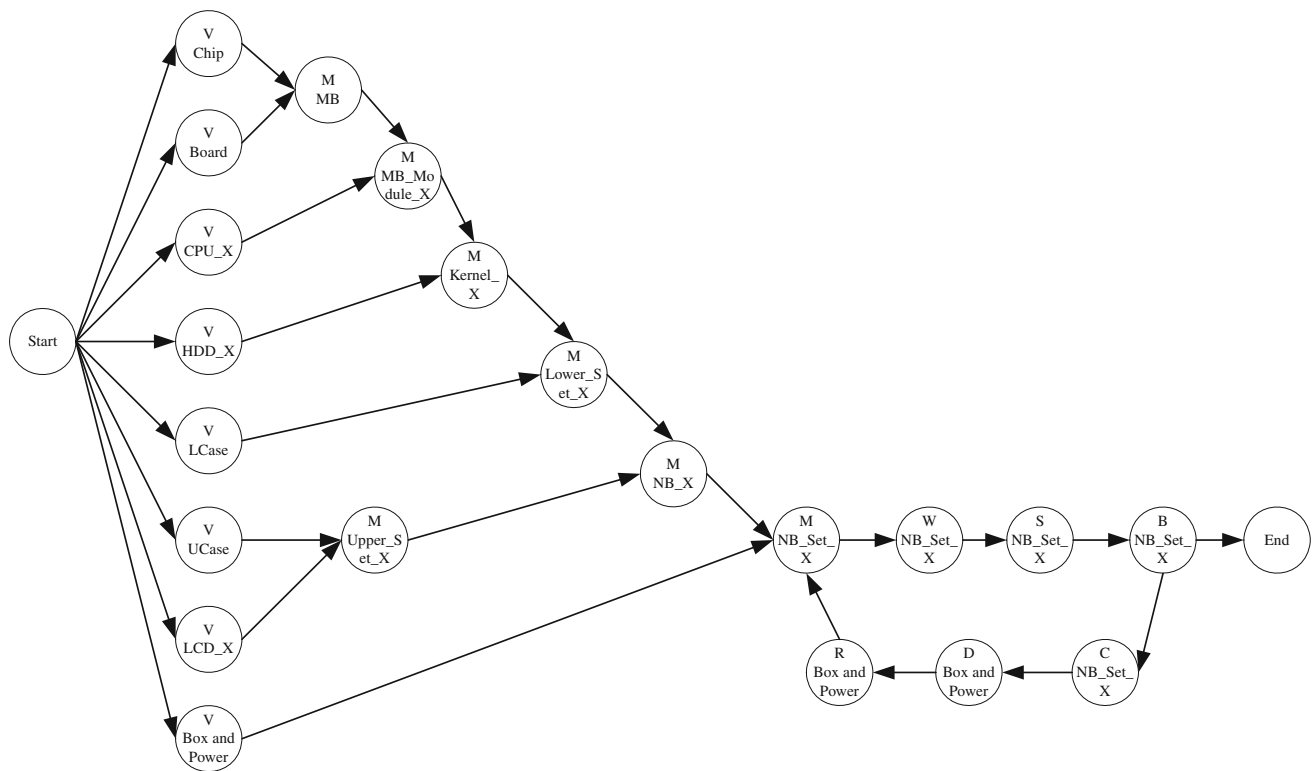 Start
V
Chip
V
Board
V
CPU_X
V
HDD_X
V
LCase
V
UCase
V
LCD_X
V
Box and
Power
M
MB
M
MB_Mo
dule_X
M
Kernel_
X
M
Lower_S
et_X
M
Upper_S
et_X
M
NB_X
M
NB_Set_
X
W
NB_Set_
X
S
NB_Set_
X
B
NB_Set_
X
End
R
Box and
Power
D
Box and
Power
C
NB_Set_
X